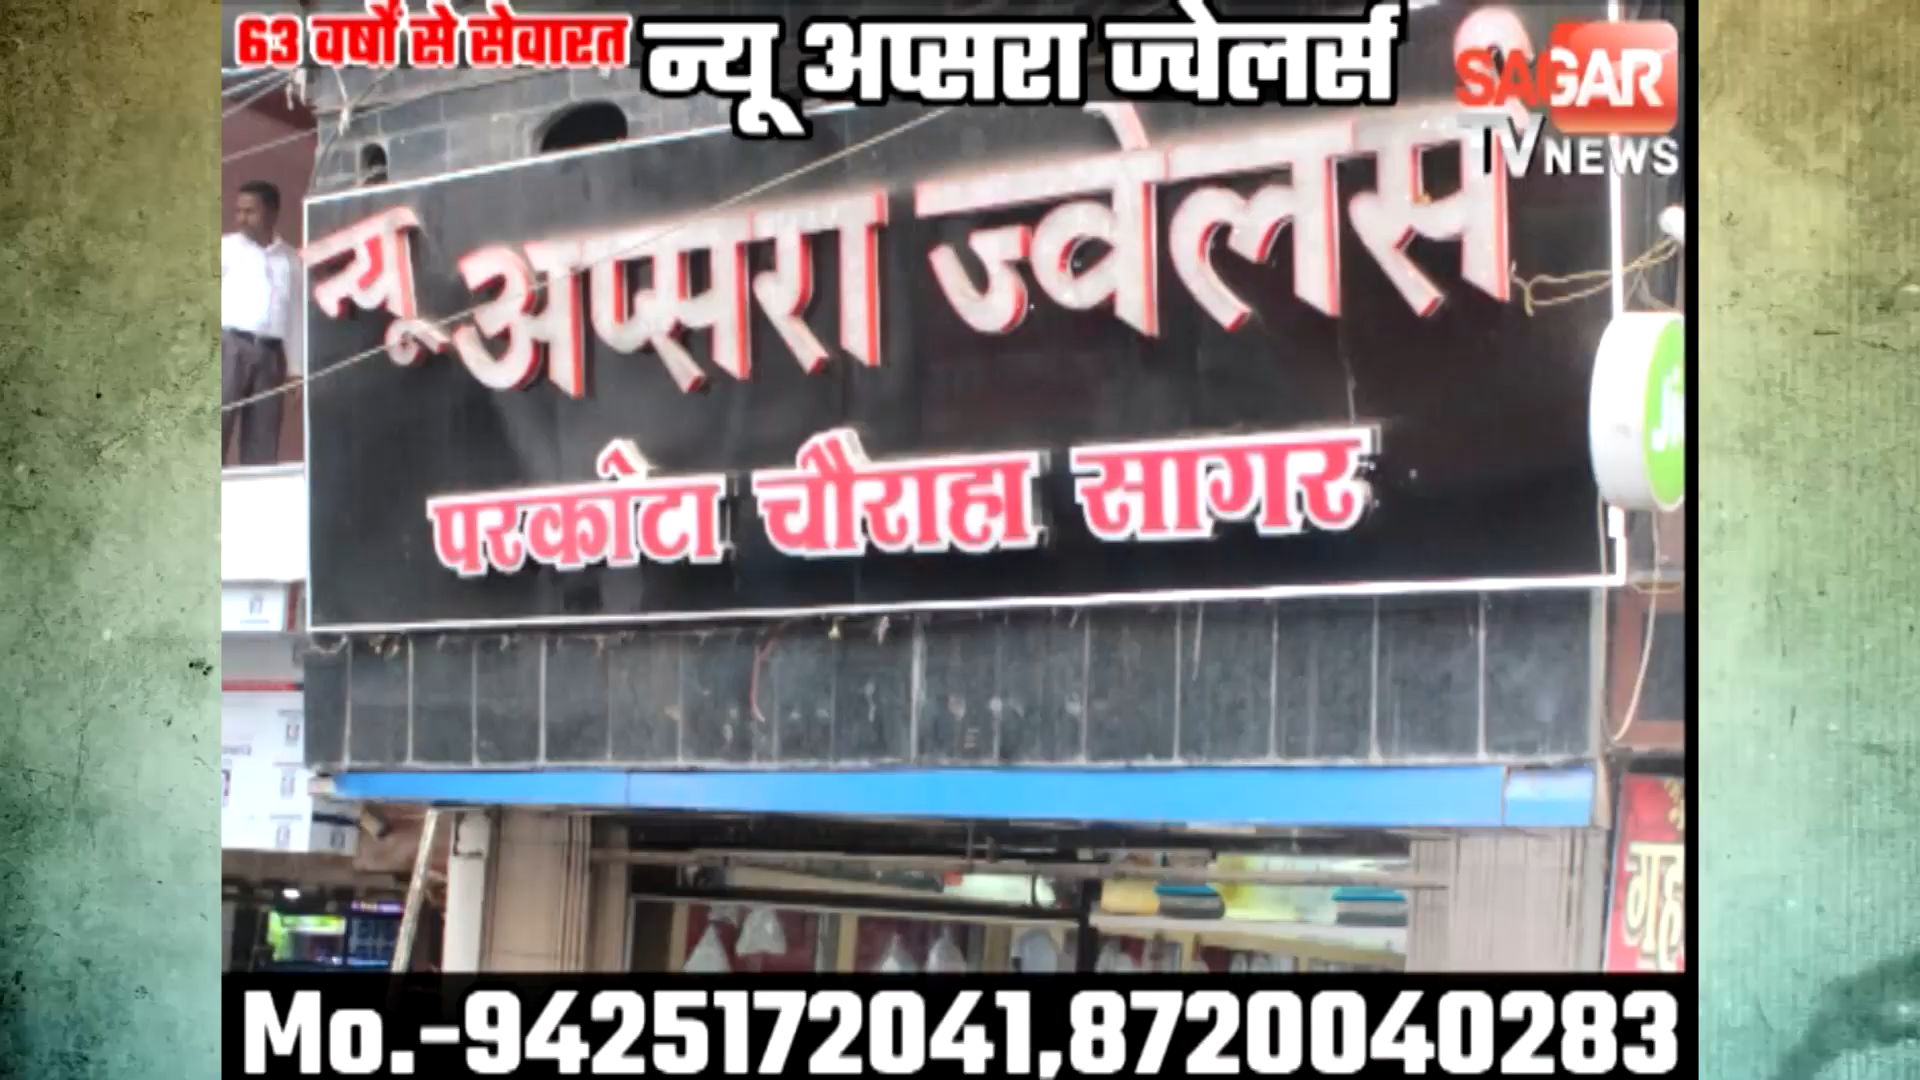 63 वर्षों से सेवारत न्यू अप्सरा ज्वेलर्स
SAGAR
TV NEWS
न्यू अप्सरा ज्वेलर्स
परकोटा चौराहा सागर
Mo.-9425172041,8720040283